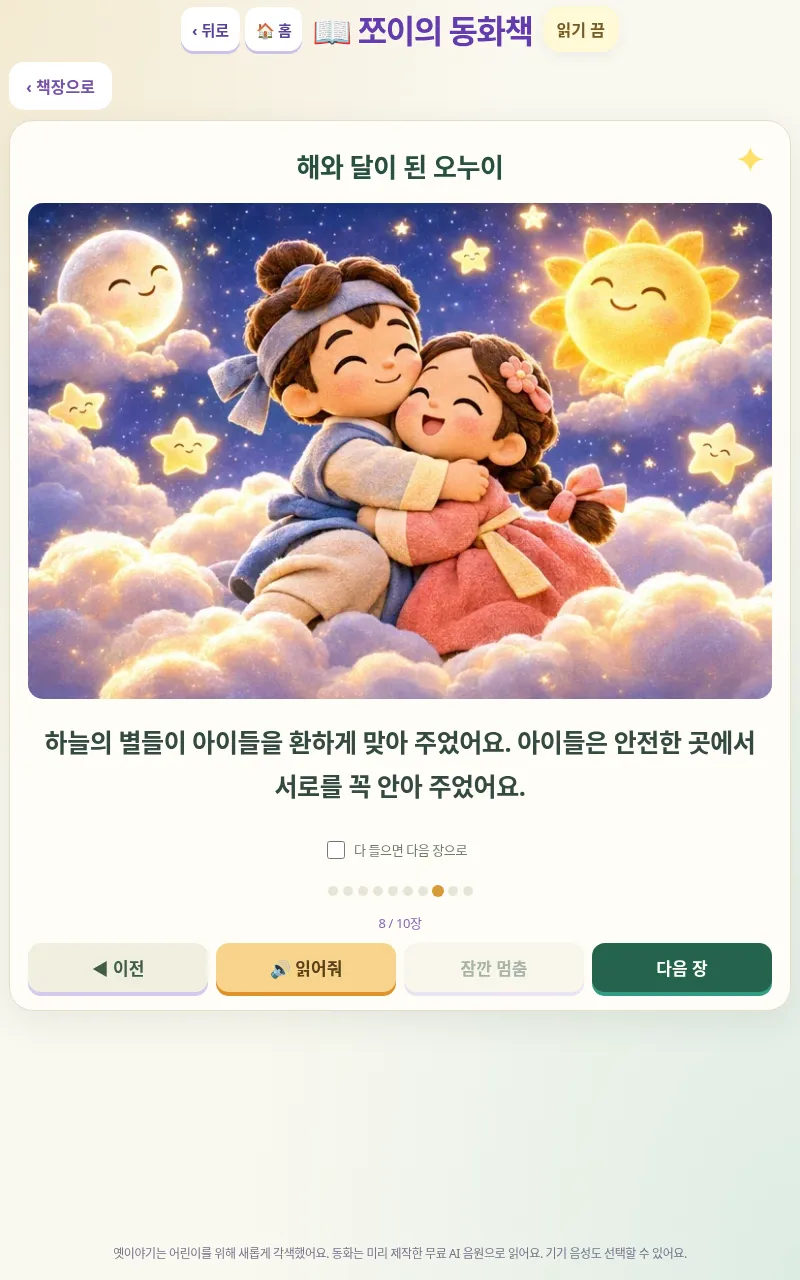 ‹ 뒤로
🏠 홈
📖 쪼이의 동화책
읽기 끝
‹ 책장으로
해와 달이 된 오누이
하늘의 별들이 아이들을 환하게 맞아 주었어요. 아이들은 안전한 곳에서
서로를 꼭 안아 주었어요.
다 들으면 다음 장으로
8 / 10장
◀ 이전
🔊 읽어줘
잠깐 멈춤
다음 장
옛이야기는 어린이를 위해 새롭게 각색했어요. 동화는 미리 제작한 무료 AI 음원으로 읽어요. 기기 음성도 선택할 수 있어요.